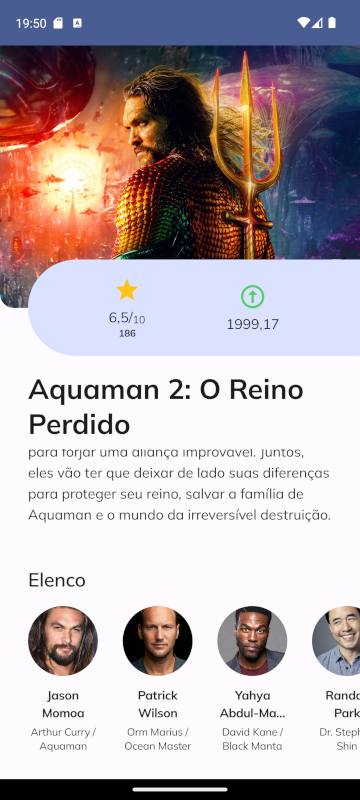 19:50
6,5/10
186
1999,17
Aquaman 2: O Reino
Perdido
para forjar uma aliança improvável. Juntos,
eles vão ter que deixar de lado suas diferenças
para proteger seu reino, salvar a família de
Aquaman e o mundo da irreversível destruição.
Elenco
Jason
Momoa
Arthur Curry /
Aquaman
Patrick
Wilson
Orm Marius /
Ocean Master
Yahya
Abdul-Ma...
David Kane /
Black Manta
Randa
Park
Dr. Steph
Shin